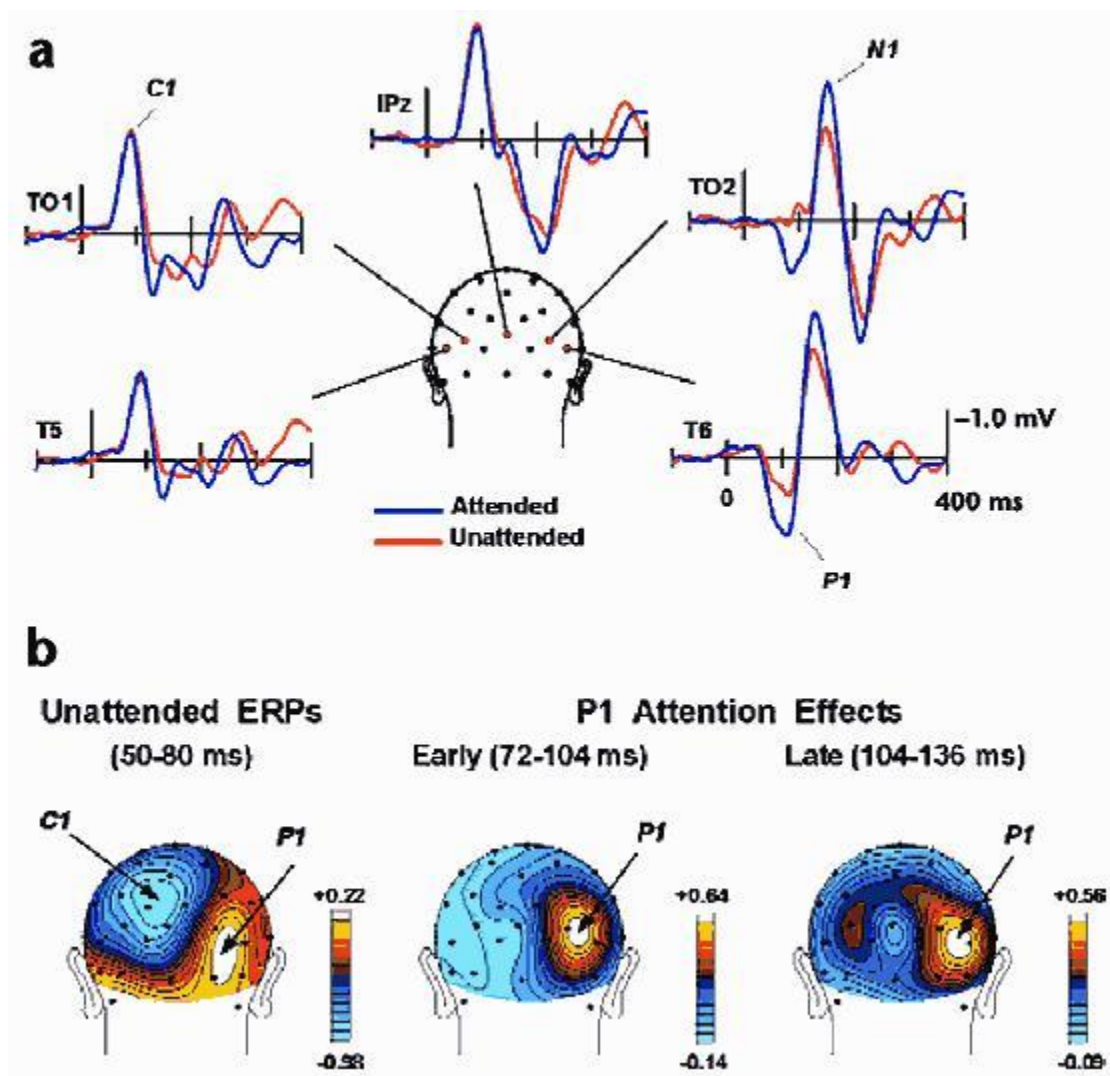 a
C1
N1
IPz
TO1
TO2
T5
T6
-1.0 mV
0
400 ms
Attended
Unattended
P1
b
Unattended ERPs
(50-80 ms)
P1 Attention Effects
Early (72-104 ms)
Late (104-136 ms)
C1
P1
P1
P1
+0.22
+0.64
+0.56
-0.98
-0.14
-0.09